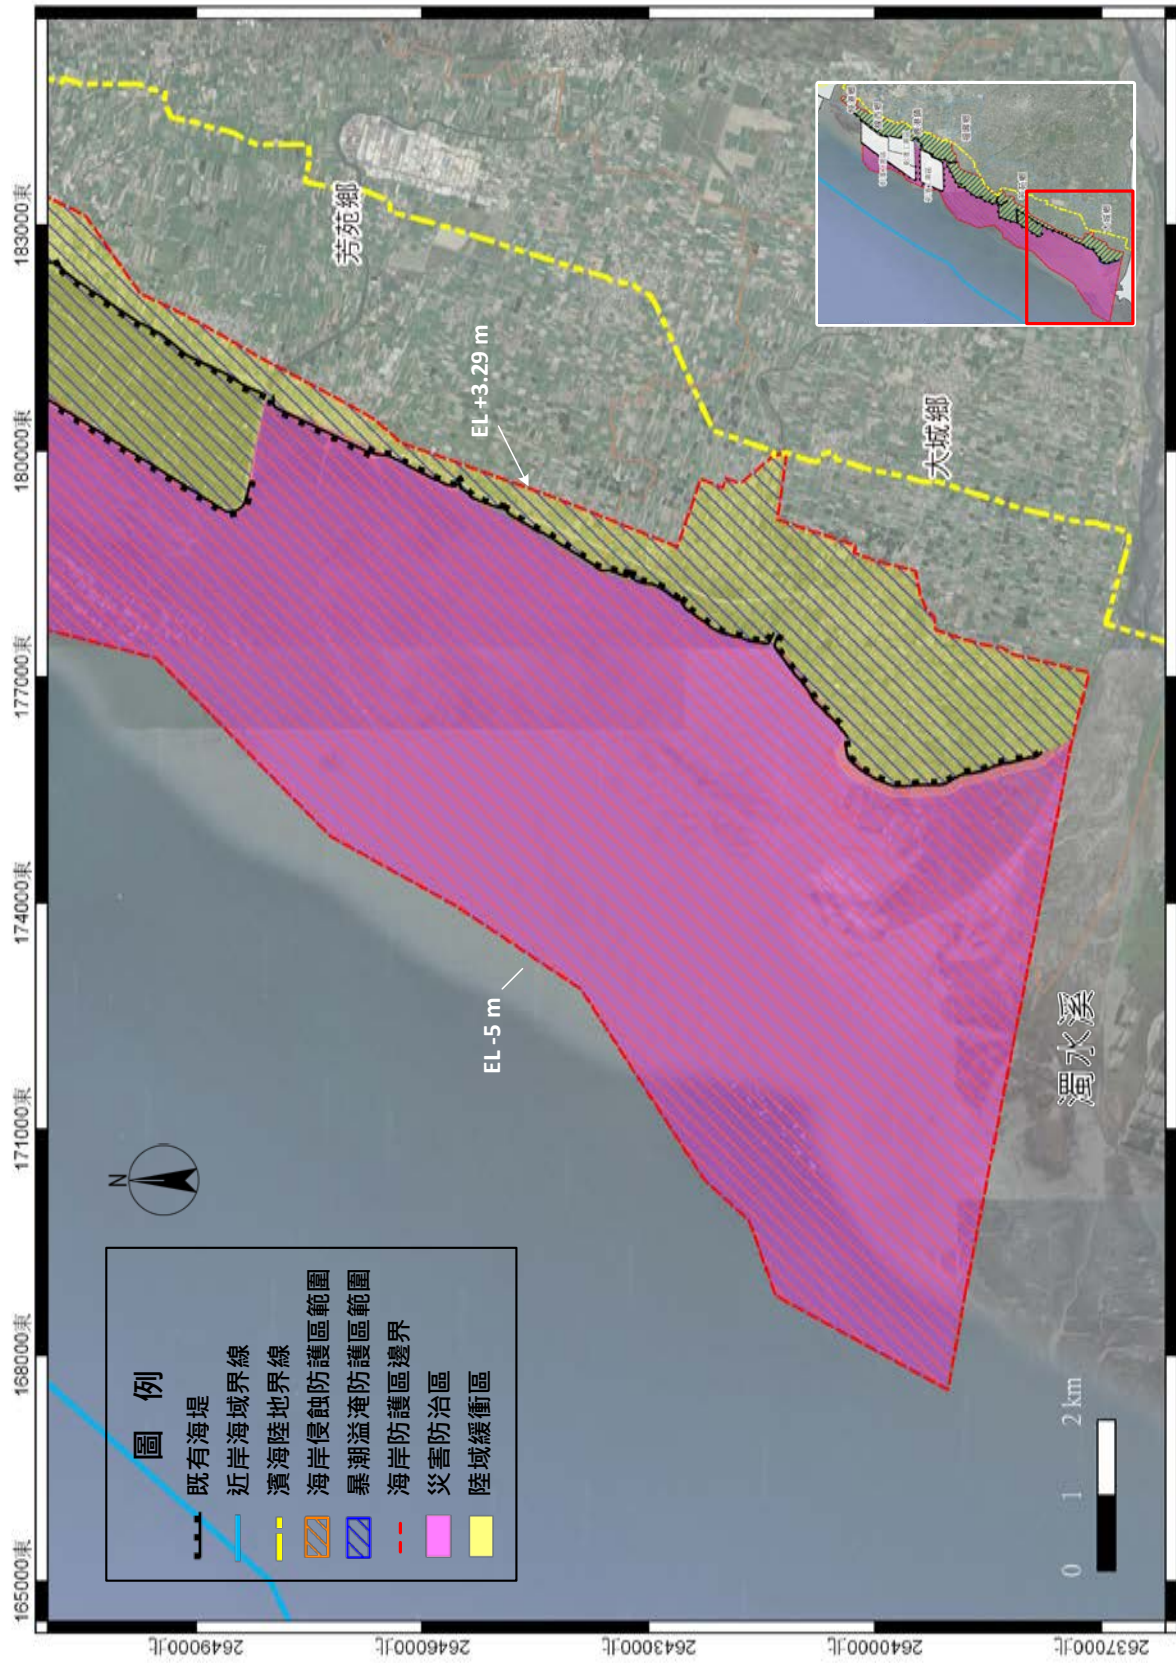 圖 例
既有海堤
近岸海域界線
濱海陸地界線
海岸侵蝕防護區範圍
暴潮溢淹防護區範圍
海岸防護區邊界
災害防治區
陸域緩衝區
N
165000東
168000東
171000東
174000東
177000東
180000東
183000東
2649000北
2646000北
2643000北
2640000北
2637000北
芳苑鄉
大城鄉
濁水溪
EL +3.29 m
EL -5 m
0 1 2 km